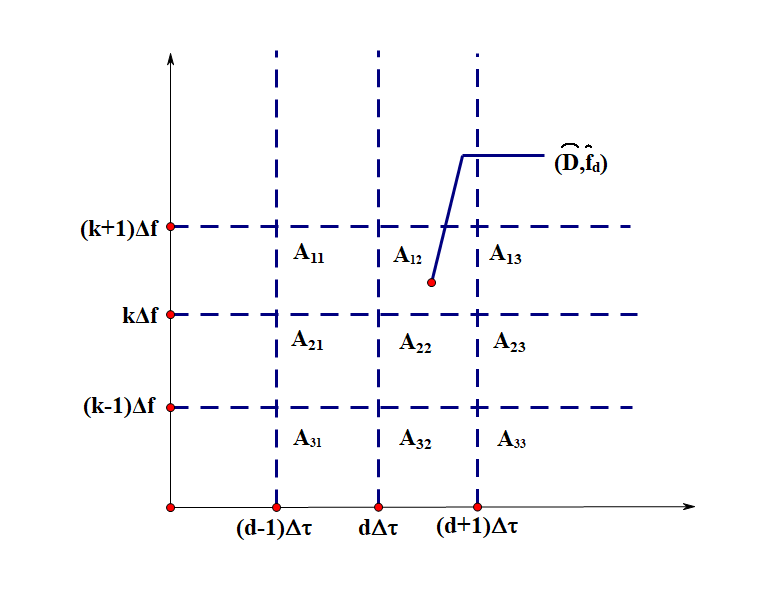 (D̂,f̂d)
(k+1)Δf
A11 A12 A13
kΔf
A21 A22 A23
(k-1)Δf
A31 A32 A33
(d-1)Δτ dΔτ (d+1)Δτ